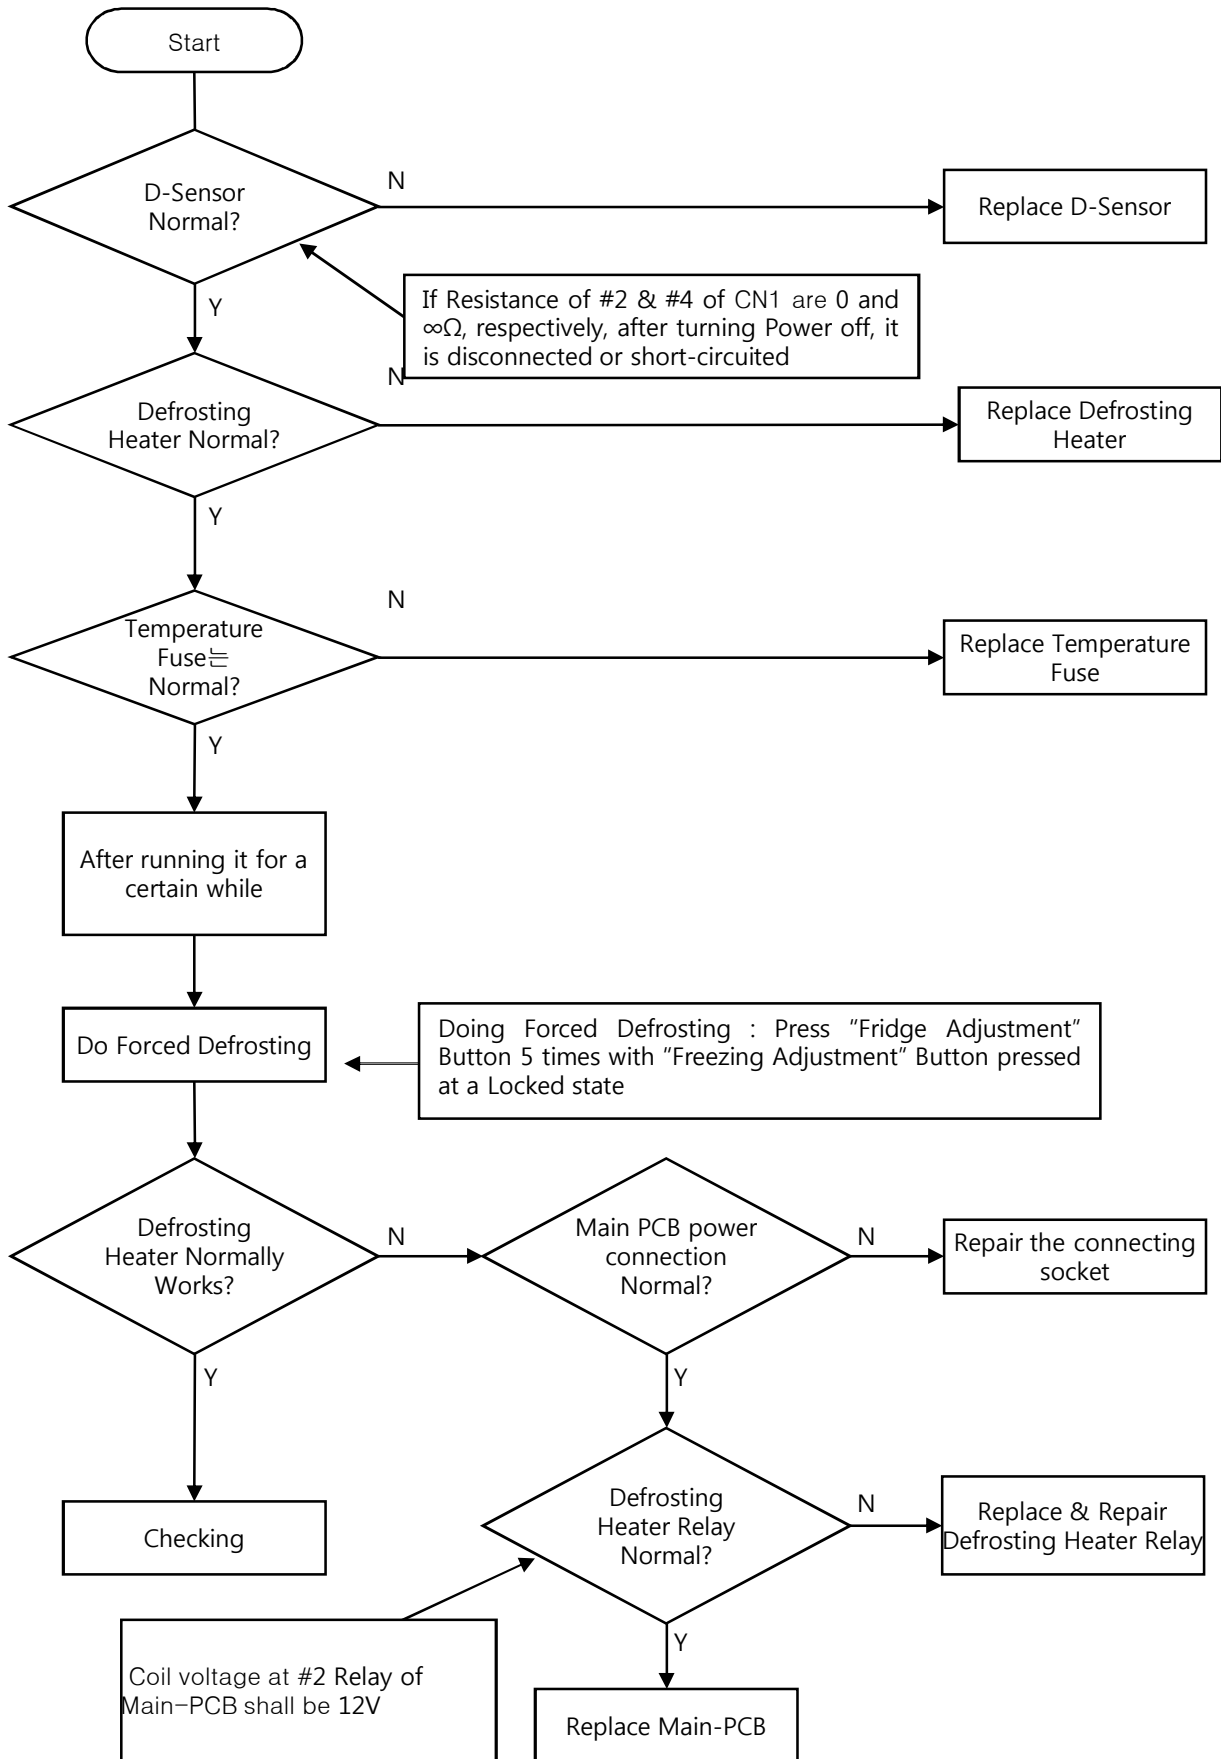 Start
D-Sensor
Normal?
N
Replace D-Sensor
Y
If Resistance of #2 & #4 of CN1 are 0 and
∞Ω, respectively, after turning Power off, it
is disconnected or short-circuited
N
Defrosting
Heater Normal?
Replace Defrosting
Heater
Y
N
Temperature
Fuse는
Normal?
Replace Temperature
Fuse
Y
After running it for a
certain while
Do Forced Defrosting
Doing Forced Defrosting : Press "Fridge Adjustment"
Button 5 times with "Freezing Adjustment" Button pressed
at a Locked state
Defrosting
Heater Normally
Works?
N
Main PCB power
connection
Normal?
N
Repair the connecting
socket
Y
Y
Checking
Defrosting
Heater Relay
Normal?
N
Replace & Repair
Defrosting Heater Relay
Y
Coil voltage at #2 Relay of
Main-PCB shall be 12V
Replace Main-PCB